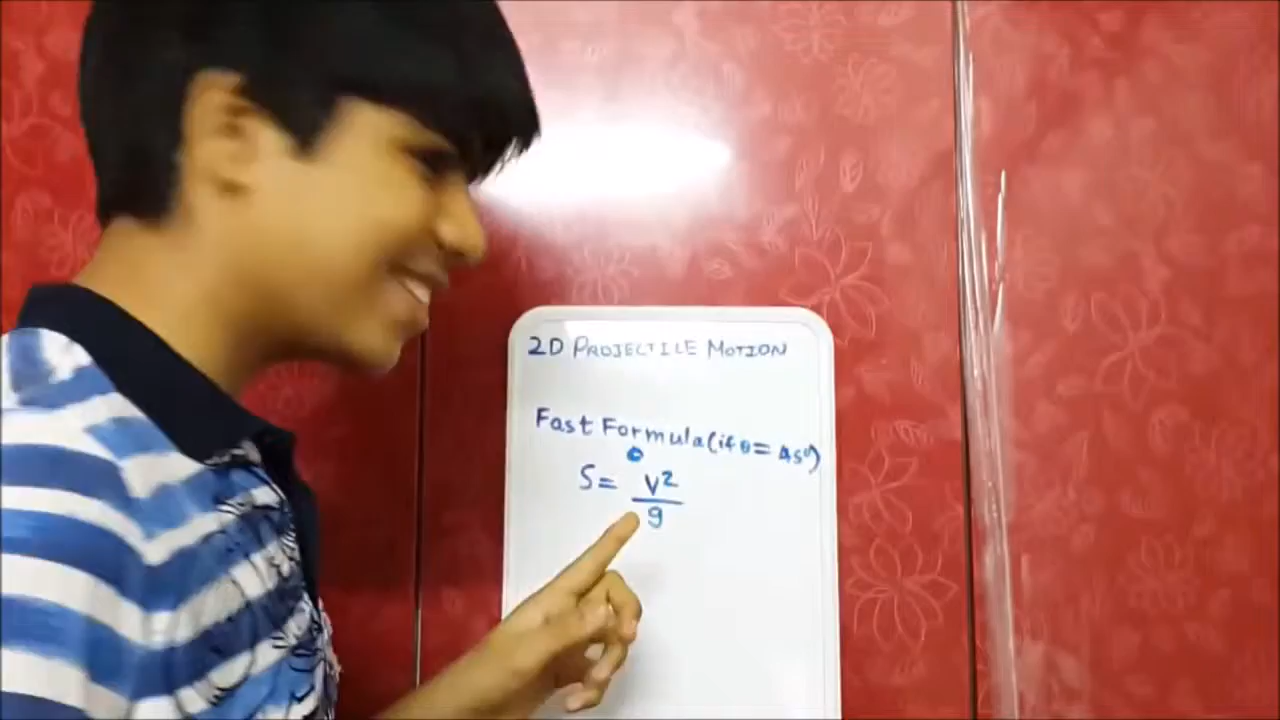 2D PROJECTILE MOTION
Fast Formula (if θ = 45°)
S = V²
g